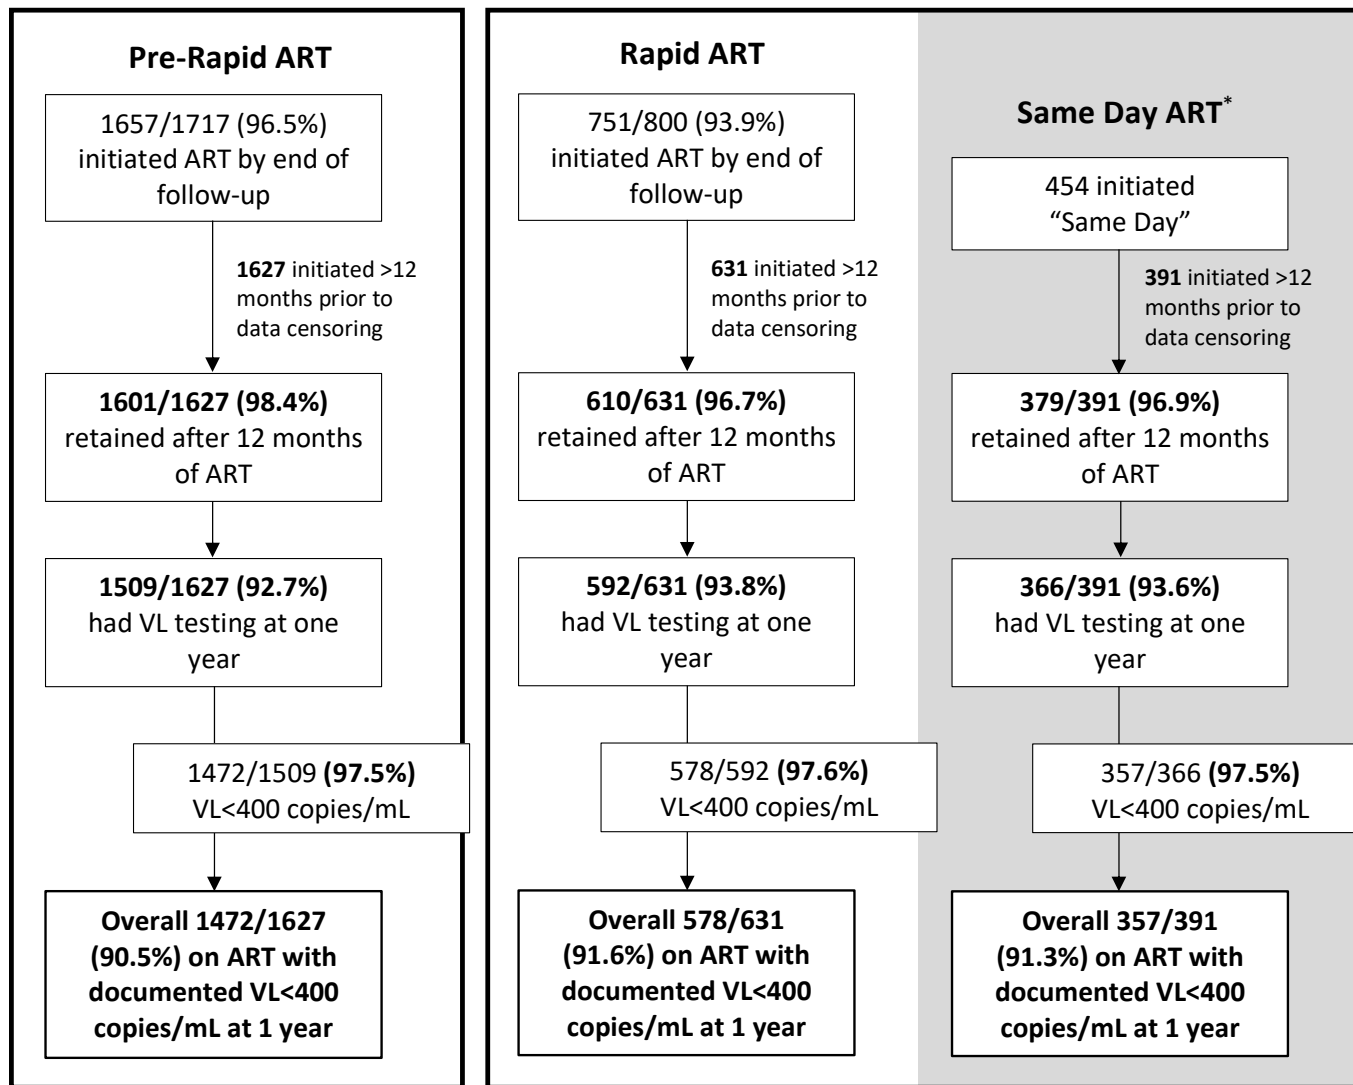 Pre-Rapid ART
1657/1717 (96.5%)
initiated ART by end of
follow-up
1627 initiated >12
months prior to
data censoring
1601/1627 (98.4%)
retained after 12 months
of ART
1509/1627 (92.7%)
had VL testing at one
year
1472/1509 (97.5%)
VL<400 copies/mL
Overall 1472/1627
(90.5%) on ART with
documented VL<400
copies/mL at 1 year
Rapid ART
751/800 (93.9%)
initiated ART by end of
follow-up
631 initiated >12
months prior to
data censoring
610/631 (96.7%)
retained after 12 months
of ART
592/631 (93.8%)
had VL testing at one
year
578/592 (97.6%)
VL<400 copies/mL
Overall 578/631
(91.6%) on ART with
documented VL<400
copies/mL at 1 year
Same Day ART*
454 initiated
“Same Day”
391 initiated >12
months prior to
data censoring
379/391 (96.9%)
retained after 12 months
of ART
366/391 (93.6%)
had VL testing at one
year
357/366 (97.5%)
VL<400 copies/mL
Overall 357/391
(91.3%) on ART with
documented VL<400
copies/mL at 1 year